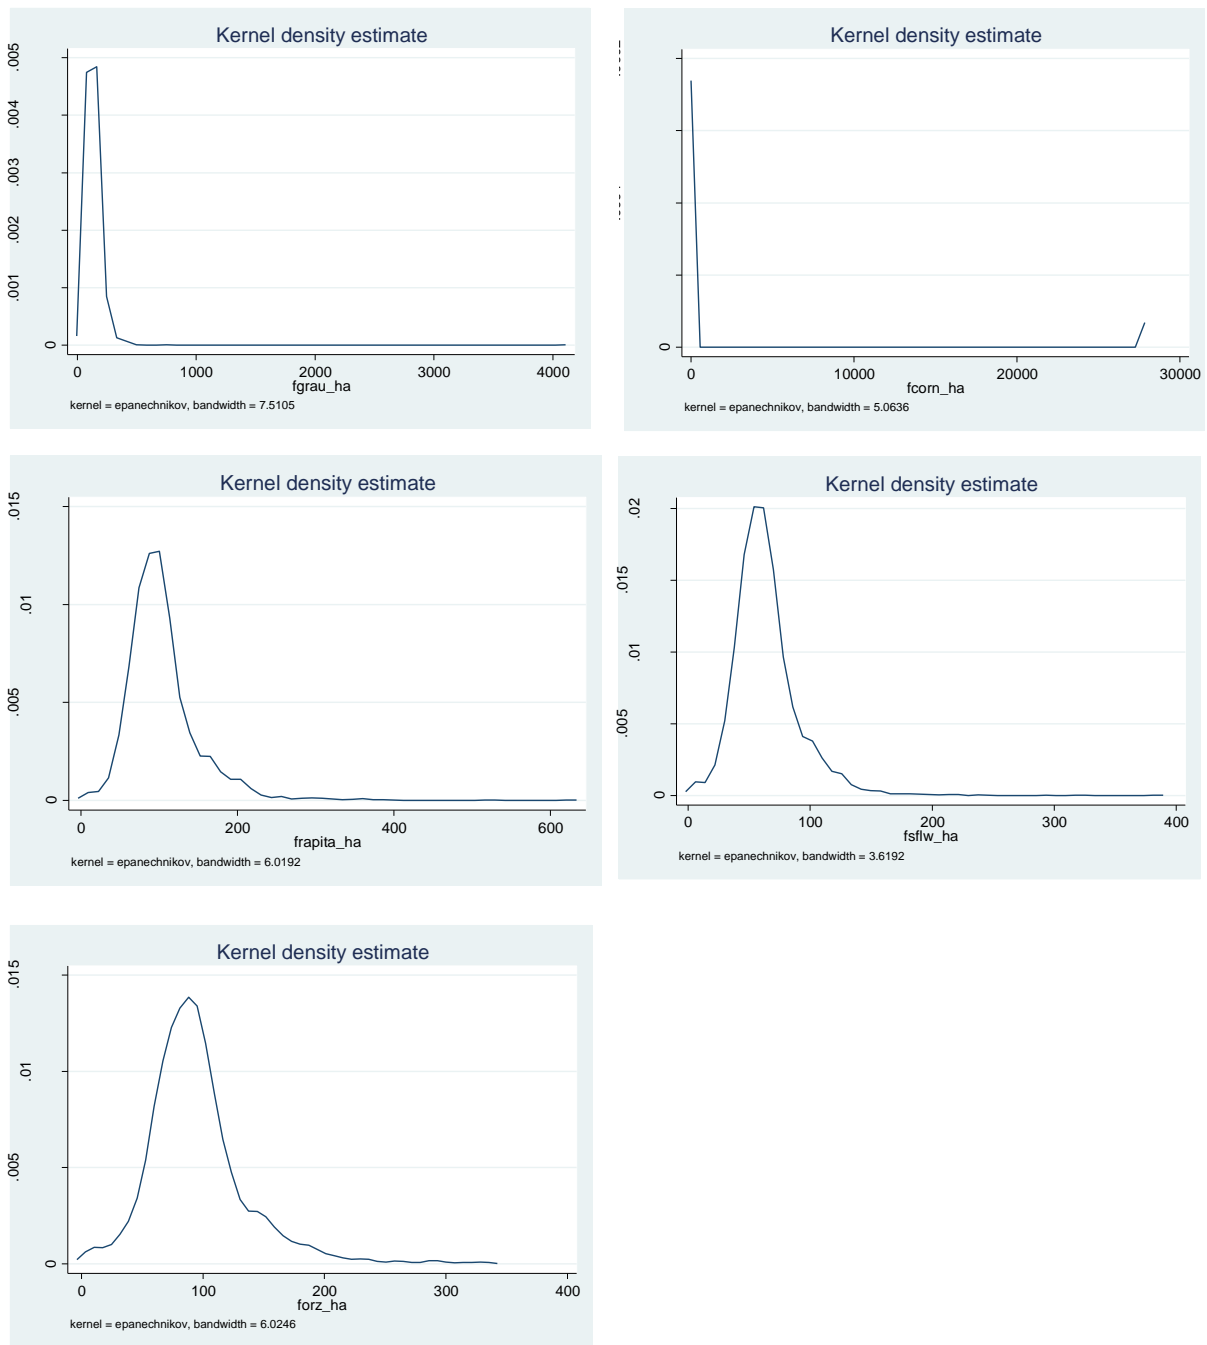 Kernel density estimate
.005
.004
.003
.002
.001
0
0 1000 2000 3000 4000
fgrau_ha
kernel = epanechnikov, bandwidth = 7.5105
Kernel density estimate
0
0 10000 20000 30000
fcorn_ha
kernel = epanechnikov, bandwidth = 5.0636
Kernel density estimate
.015
.01
.005
0
0 200 400 600
frapita_ha
kernel = epanechnikov, bandwidth = 6.0192
Kernel density estimate
.02
.015
.01
.005
0
0 100 200 300 400
fsflw_ha
kernel = epanechnikov, bandwidth = 3.6192
Kernel density estimate
.015
.01
.005
0
0 100 200 300 400
forz_ha
kernel = epanechnikov, bandwidth = 6.0246